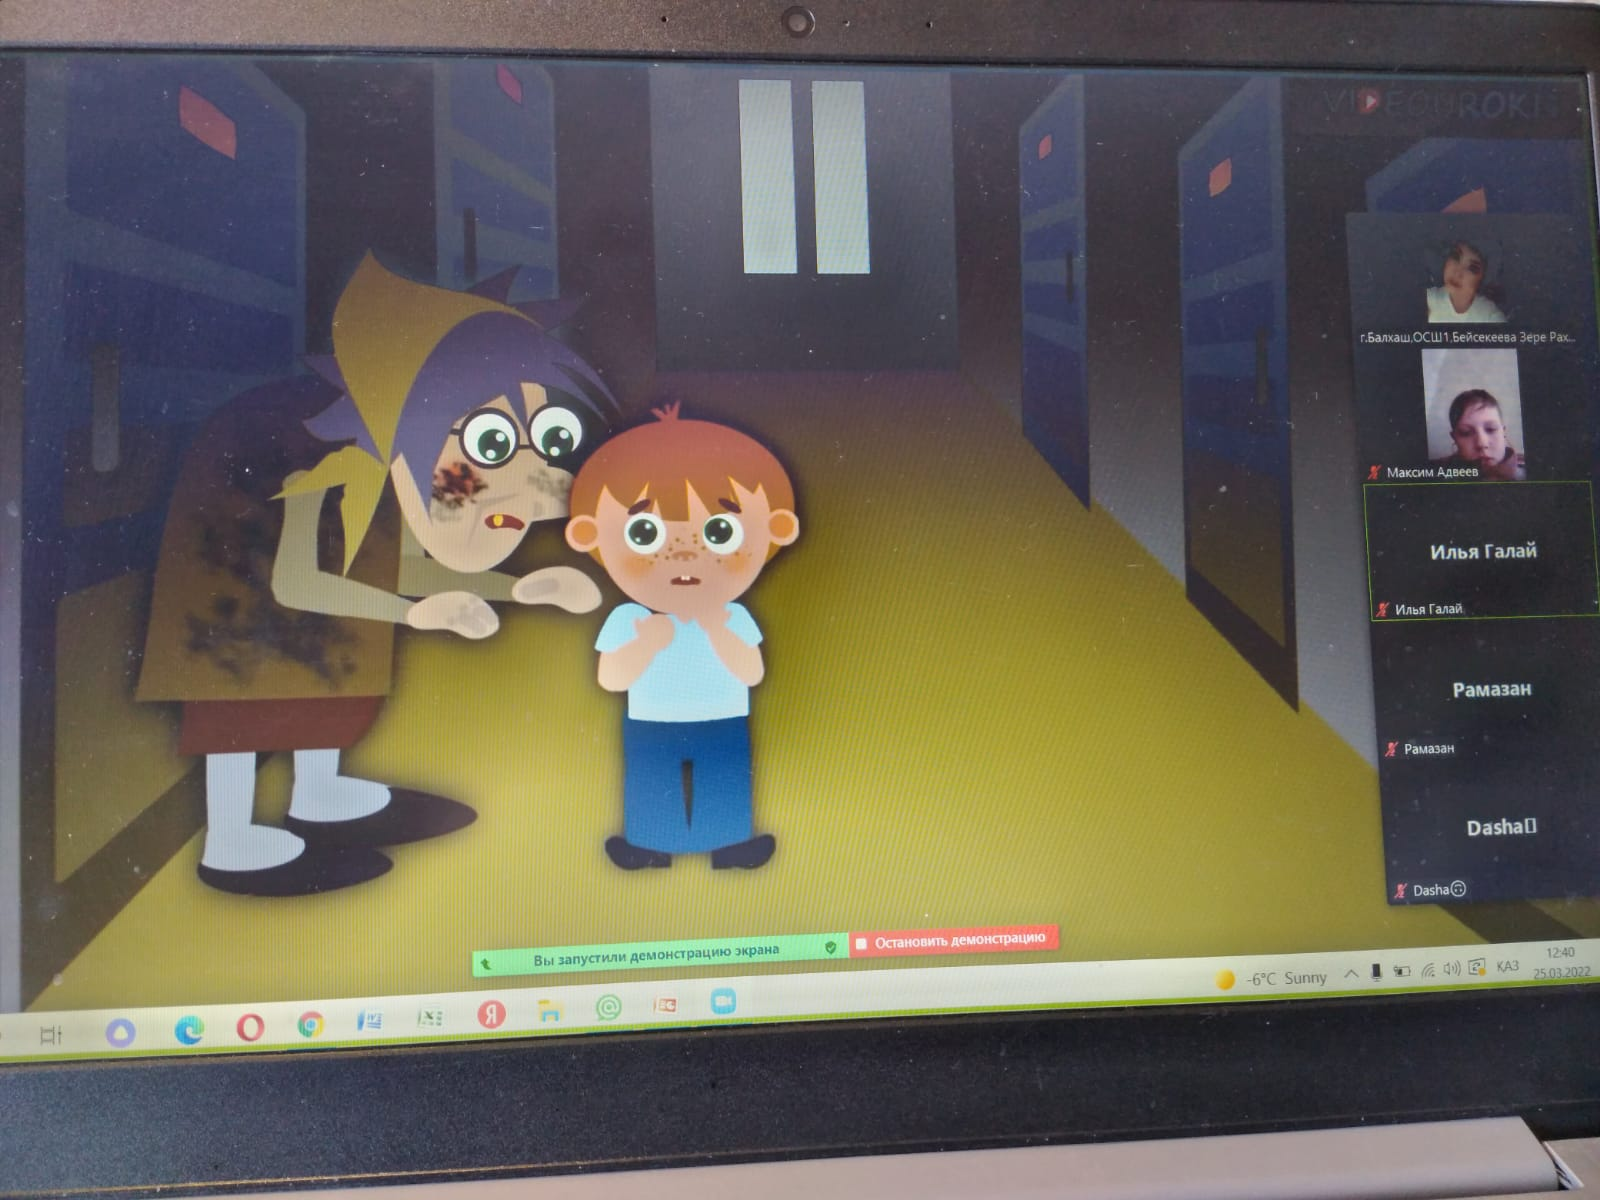 VIDEOUROKI
г.Балхаш,ОСШ1,Бейсекеева Зере Рах...
Максим Адвеев
Илья Галай
Илья Галай
Рамазан
Рамазан
Dasha
Dasha
Вы запустили демонстрацию экрана
Остановить демонстрацию
-6°C Sunny
ҚАЗ
12:40
25.03.2022